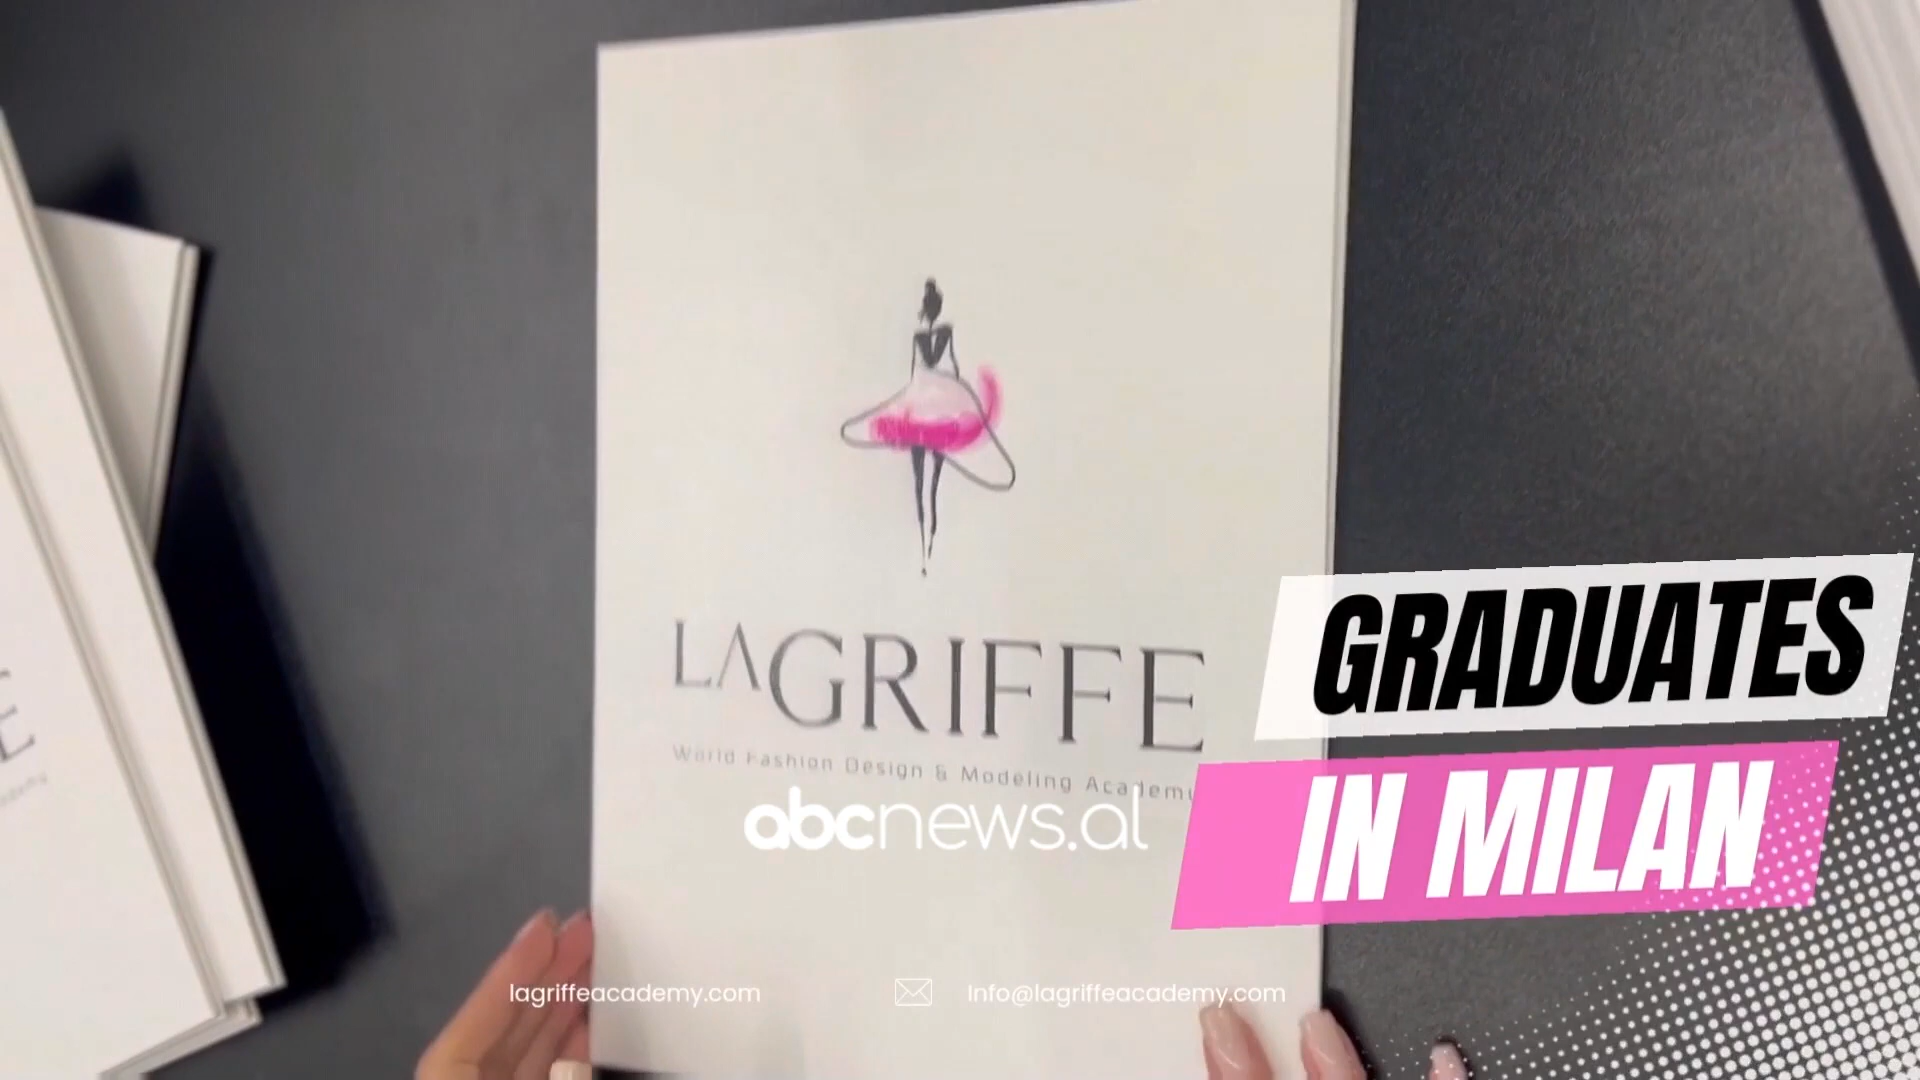 LAGRIFFE
World Fashion Design & Modeling Academy
abcnews.al
GRADUATES
IN MILAN
lagriffeacademy.com
Info@lagriffeacademy.com